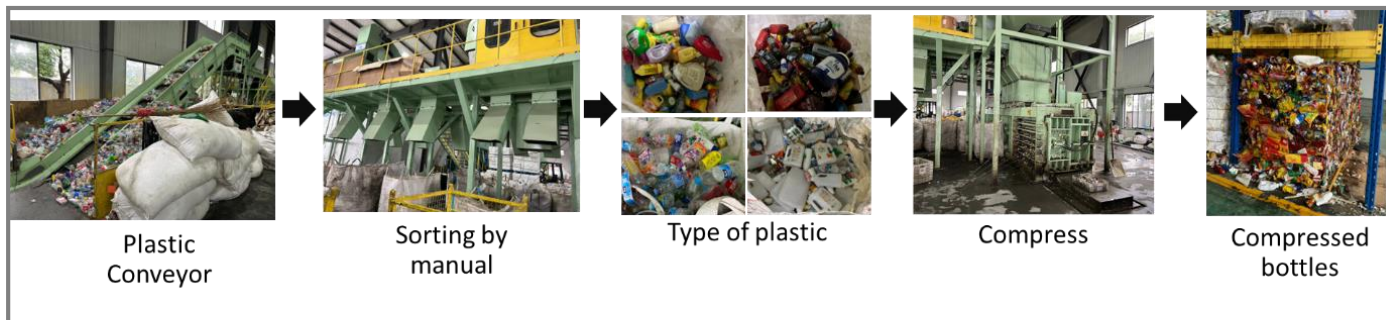 Plastic
Conveyor
Sorting by
manual
Type of plastic
Compress
Compressed
bottles